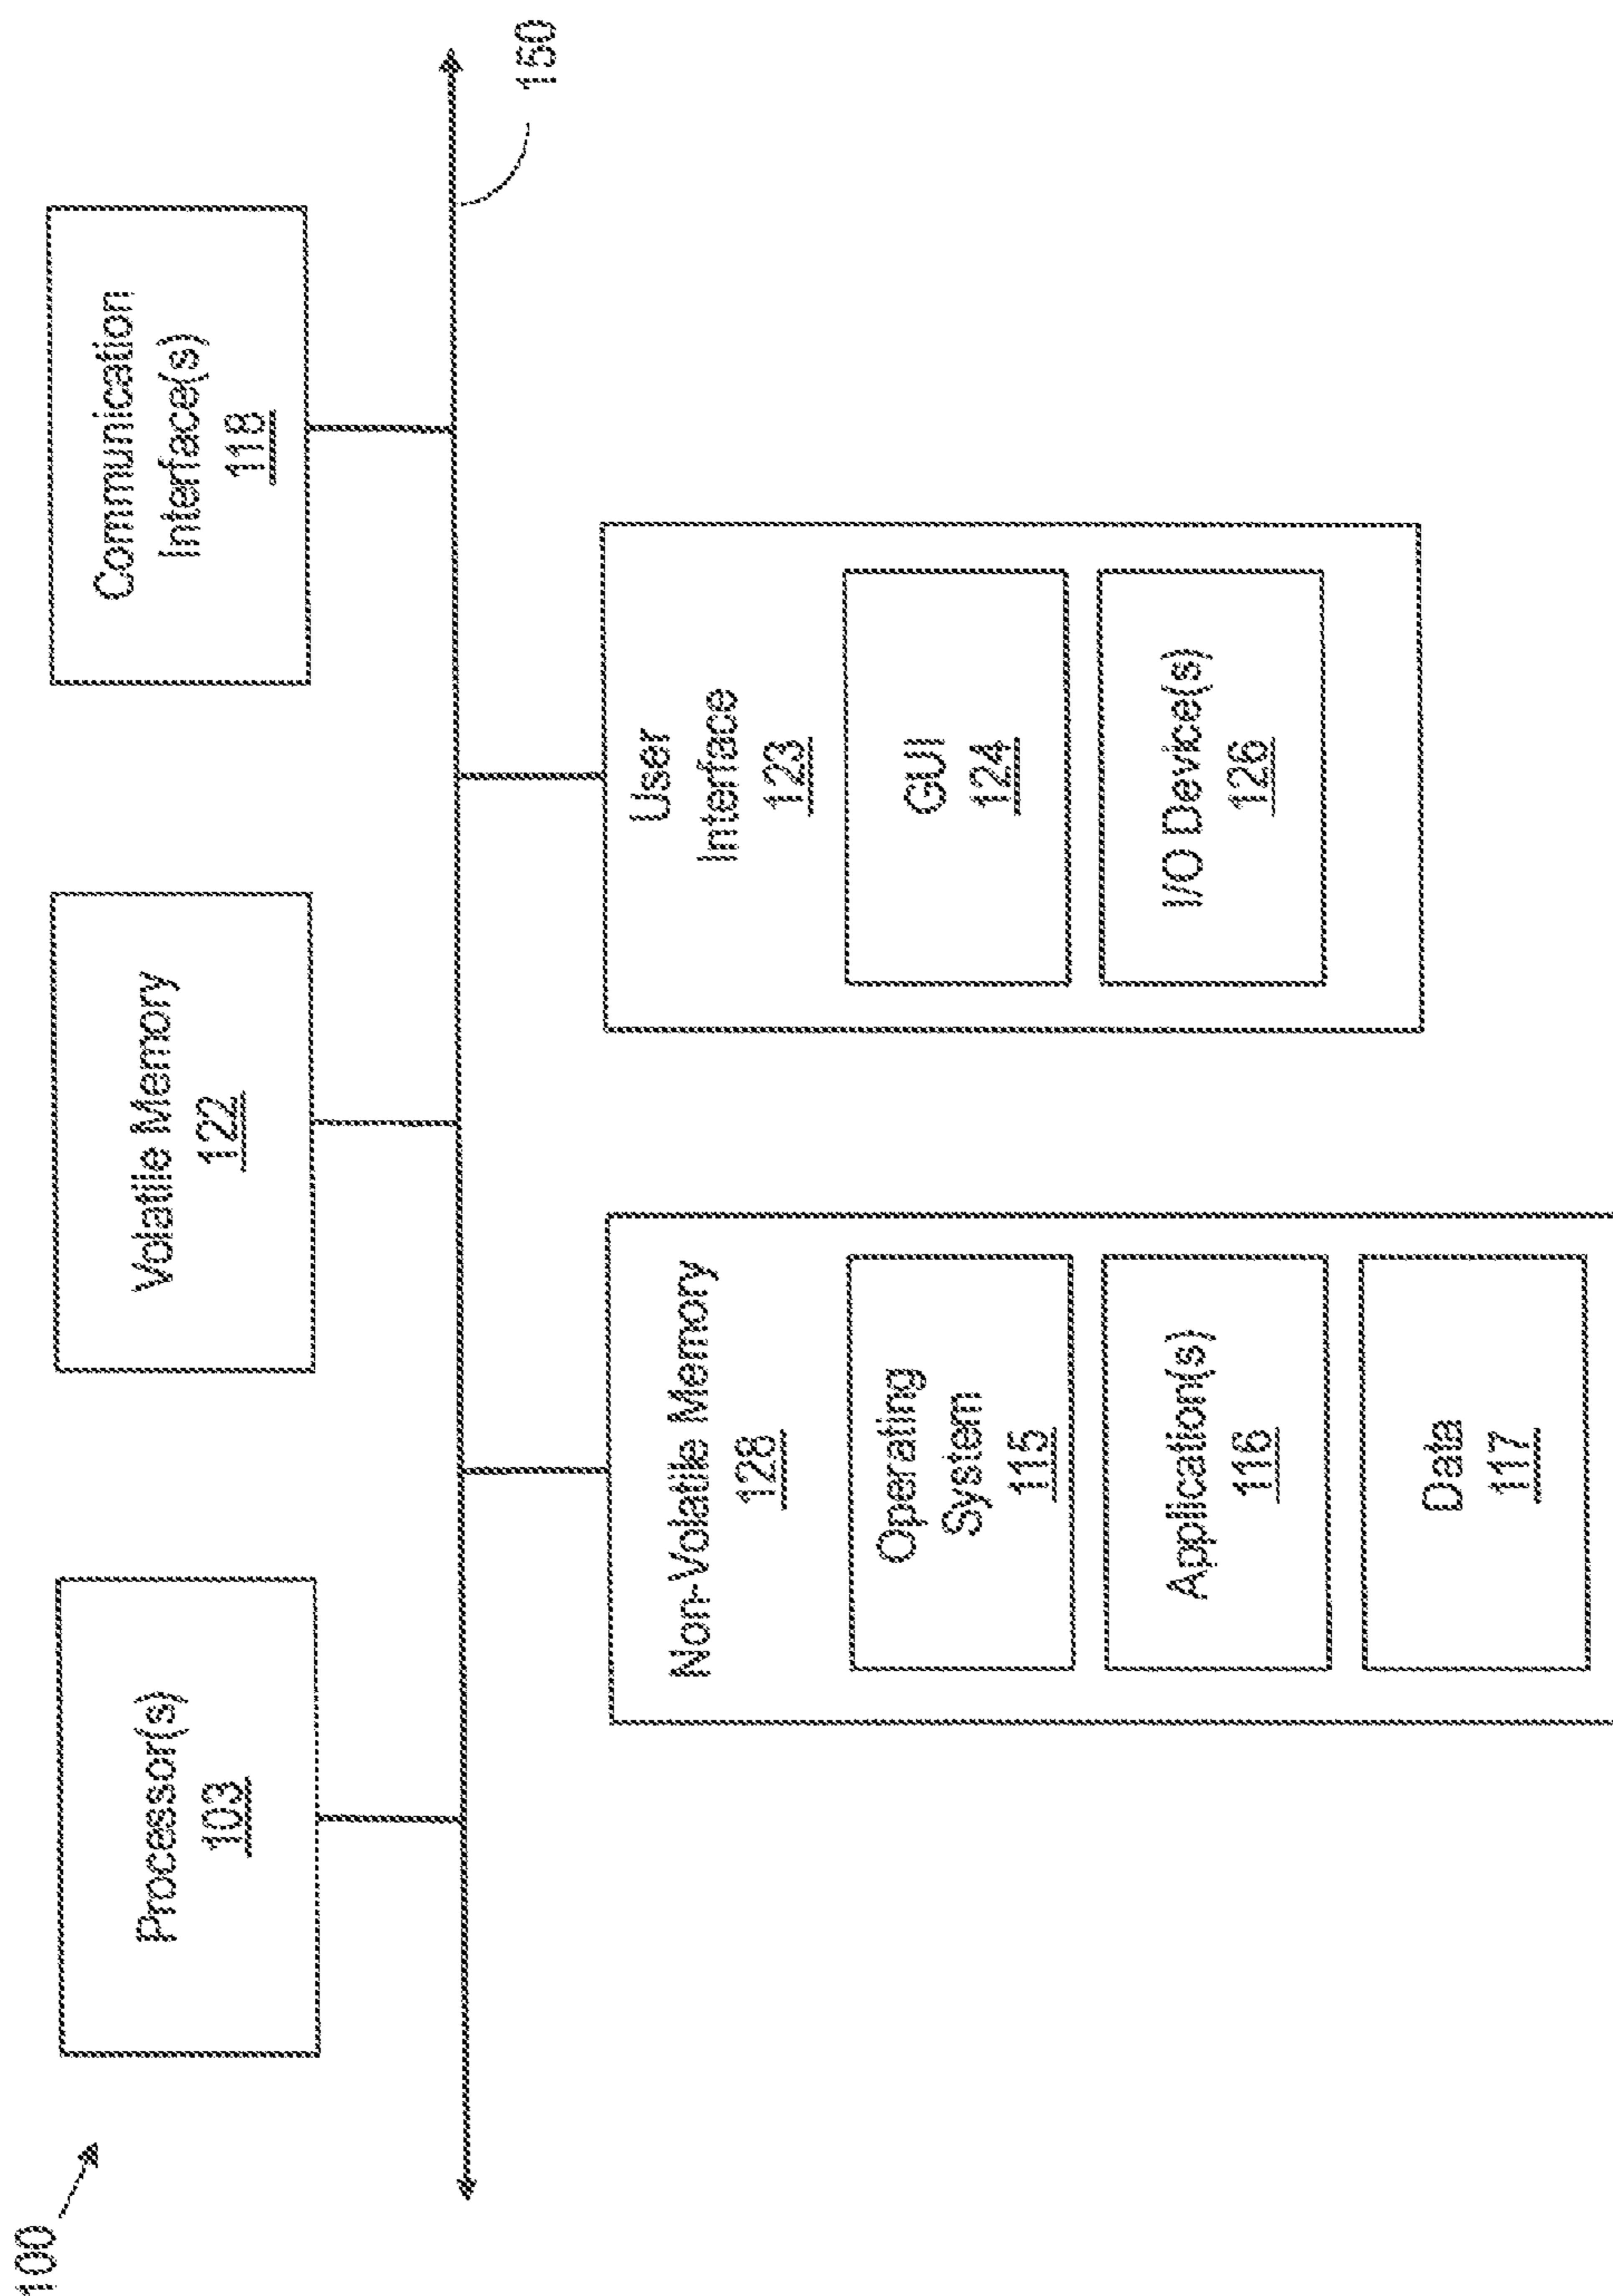 100
Processor(s)
103
Volatile Memory
122
Communication
Interface(s)
118
150
Non-Volatile Memory
128
Operating
System
115
Application(s)
116
Data
117
User
Interface
123
GUI
124
I/O Device(s)
126